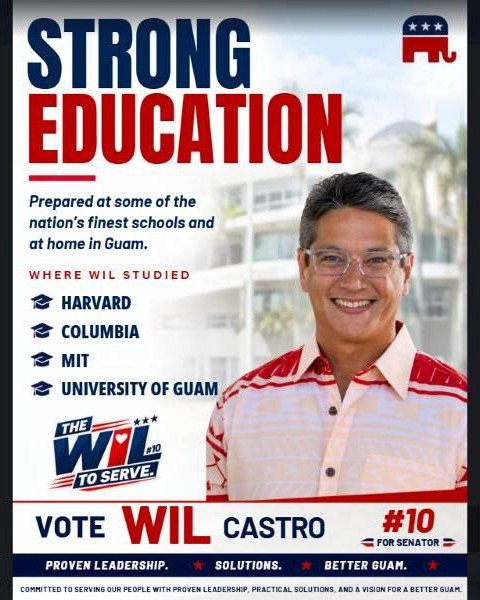 STRONG
EDUCATION
Prepared at some of the
nation's finest schools and
at home in Guam.
WHERE WIL STUDIED
HARVARD
COLUMBIA
MIT
UNIVERSITY OF GUAM
THE
WIL #10
TO SERVE.
VOTE WIL CASTRO
#10
FOR SENATOR
PROVEN LEADERSHIP. SOLUTIONS. BETTER GUAM.
COMMITTED TO SERVING OUR PEOPLE WITH PROVEN LEADERSHIP, PRACTICAL SOLUTIONS, AND A VISION FOR A BETTER GUAM.